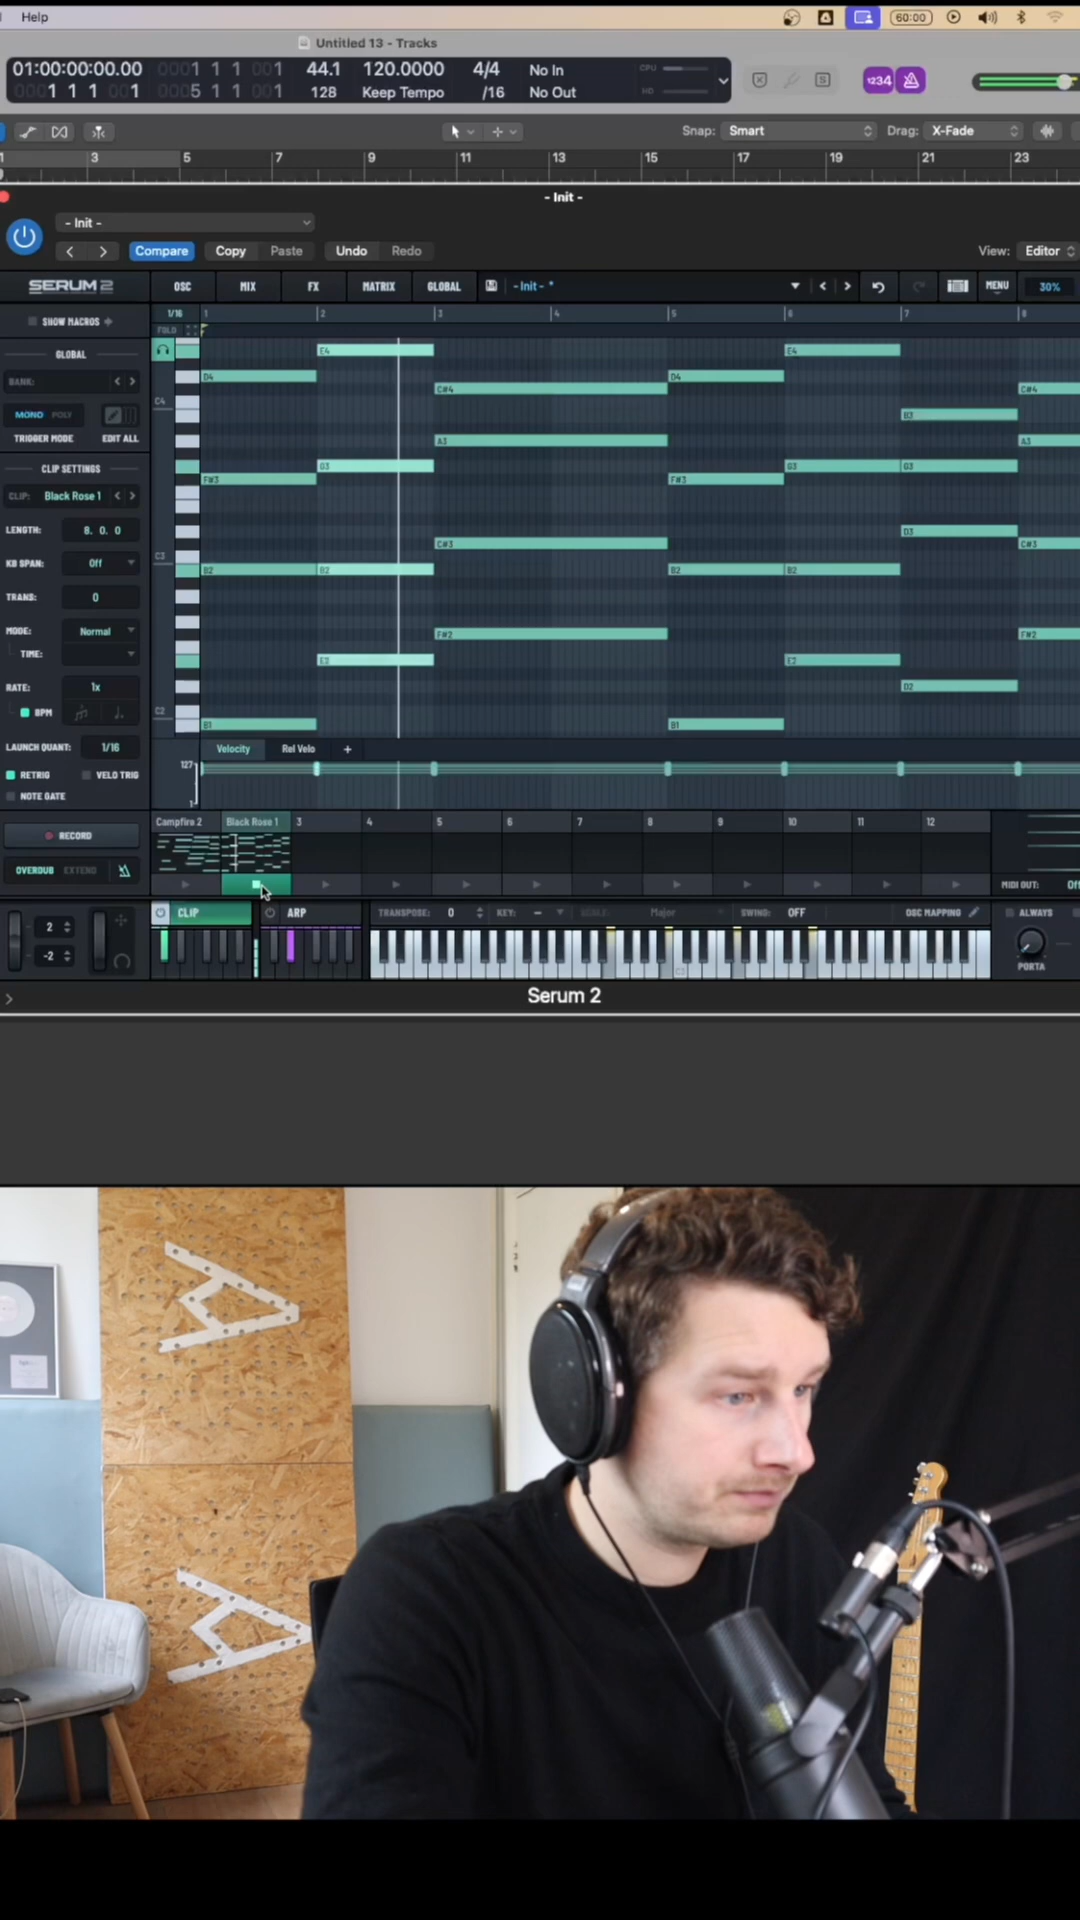 Help
60:00
Untitled 13 - Tracks
01:00:00:00.00 0001 1 1 001 44.1 120.0000 4/4 No In CPU
0001 1 1 001 0005 1 1 001 128 Keep Tempo /16 No Out HD
S 1234
Snap: Smart Drag: X-Fade
1 3 5 7 9 11 13 15 17 19 21 23
- Init -
- Init -
Compare Copy Paste Undo Redo View: Editor
SERUM 2 OSC MIX FX MATRIX GLOBAL - Init - * MENU 30%
SHOW MACROS 1/16 1 2 3 4 5 6 7 8
FOLD
GLOBAL
BANK:
MONO POLY
TRIGGER MODE EDIT ALL
CLIP SETTINGS
CLIP: Black Rose 1
LENGTH: 8. 0. 0
KB SPAN: Off
TRANS: 0
MODE: Normal
TIME:
RATE: 1x
BPM
LAUNCH QUANT: 1/16
RETRIG VELO TRIG
NOTE GATE
E4 E4
D4 D4
C#4 C#4
C4
B3
A3 A3
G3 G3 G3
F#3 F#3
D3
C#3 C#3
C3
B2 B2 B2 B2
F#2 F#2
E2 E2
D2
C2
B1 B1
Velocity Rel Velo +
127
1
Campfire 2 Black Rose 1 3 4 5 6 7 8 9 10 11 12
RECORD
OVERDUB EXTEND
MIDI OUT: Off
CLIP ARP TRANSPOSE: 0 KEY: - SCALE: Major SWING: OFF OSC MAPPING ALWAYS
2
-2
C3
PORTA
Serum 2
A
A